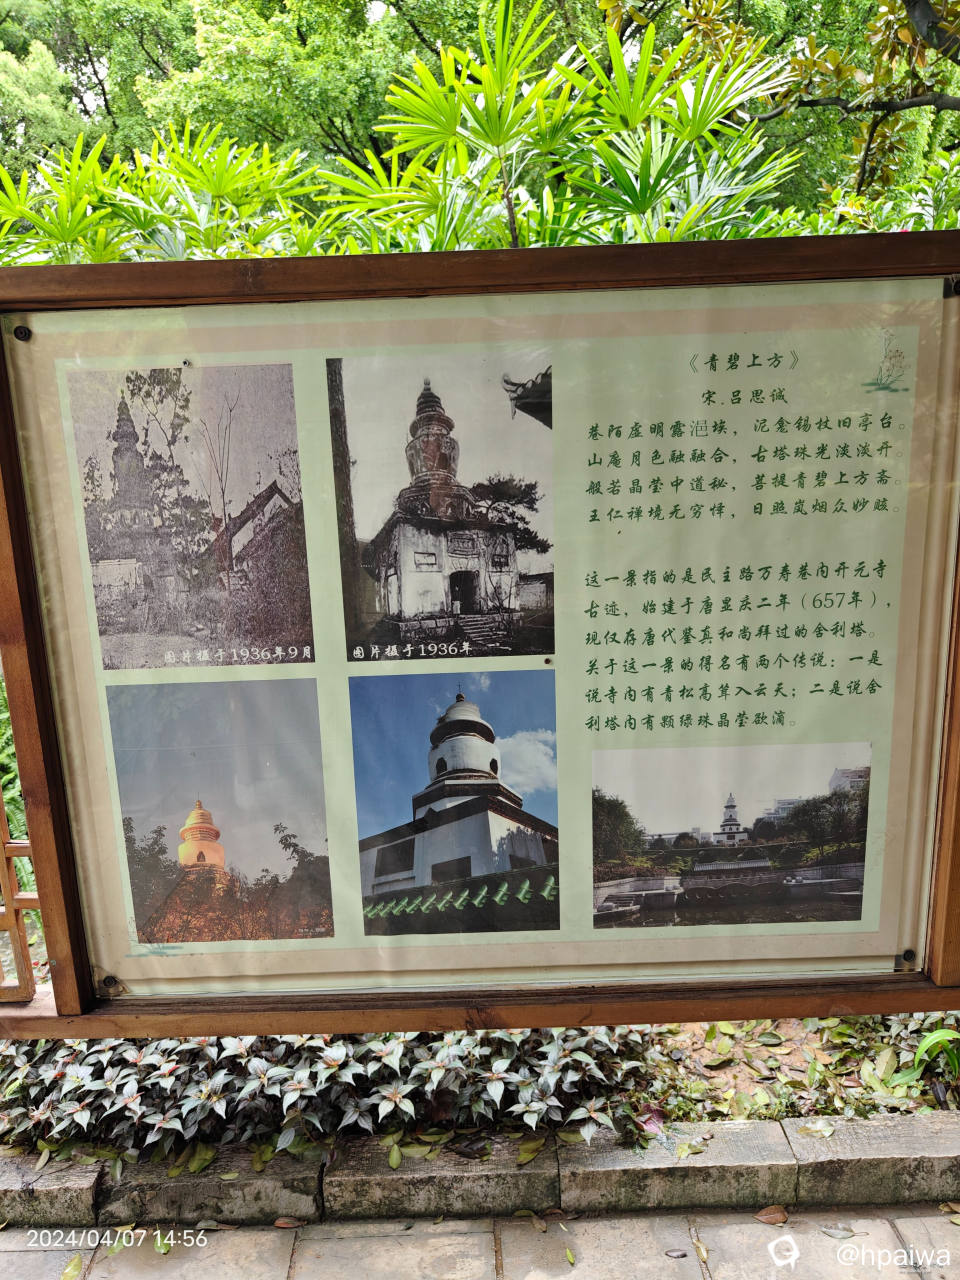 《青碧上方》
宋.吕思诚
巷陌虚明露浥埃，泥龛锡杖旧亭台。
山庵月色融融合，古塔珠光淡淡开。
般若晶莹中道秘，菩提青碧上方斋。
王仁禅境无穷怿，日照岚烟众妙赅。
这一景指的是民主路万寿巷内开元寺
古迹，始建于唐显庆二年（657年），
现仅存唐代鉴真和尚拜过的舍利塔。
关于这一景的得名有两个传说：一是
说寺内有青松高耸入云天；二是说舍
利塔内有颗绿珠晶莹欲滴。
图片摄于1936年9月
图片摄于1936年
2024/04/07 14:56
@hpaiwa